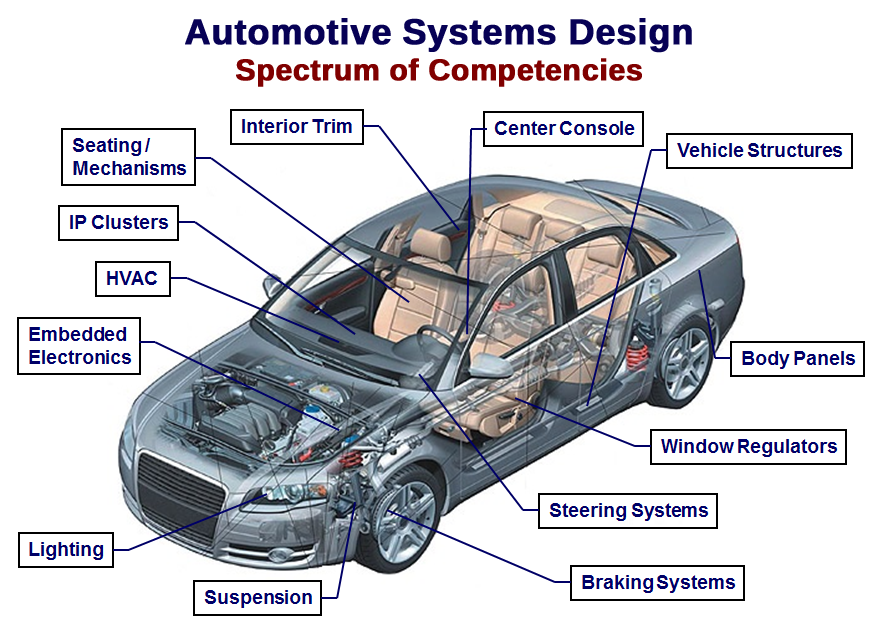 Automotive Systems Design
Spectrum of Competencies
Interior Trim
Center Console
Seating /
Mechanisms
Vehicle Structures
IP Clusters
HVAC
Embedded
Electronics
Body Panels
Window Regulators
Steering Systems
Lighting
Braking Systems
Suspension